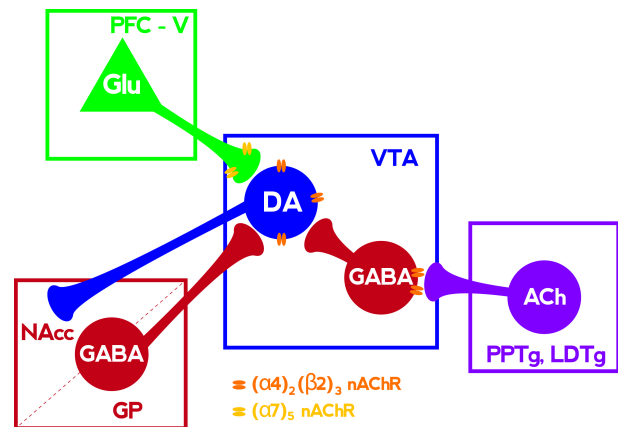 PFC - V
Glu
VTA
DA
GABA
ACh
PPTg, LDTg
NAcc
GABA
GP
(α4)₂(β2)₃ nAChR
(α7)₅ nAChR